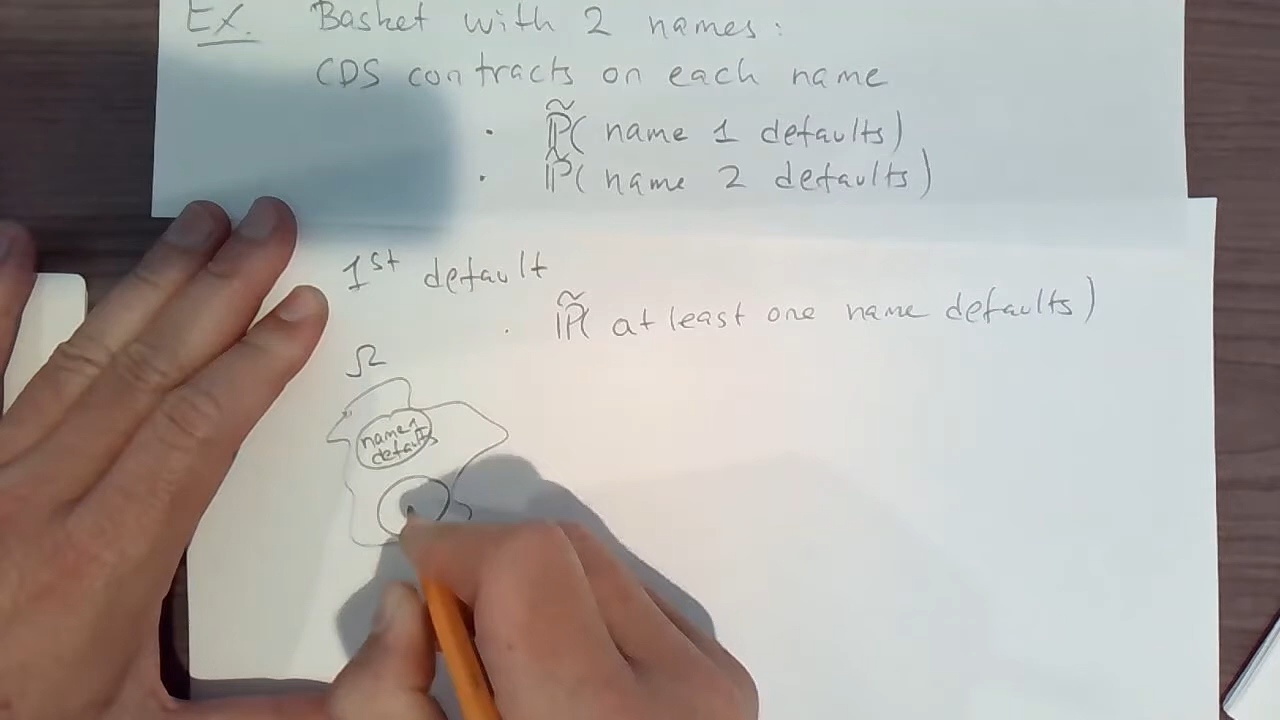 Ex. Basket with 2 names:
CDS contracts on each name
· P̃( name 1 defaults)
· P̃( name 2 defaults)
1st default
· P̃( at least one name defaults)
Ω
name 1
defaults